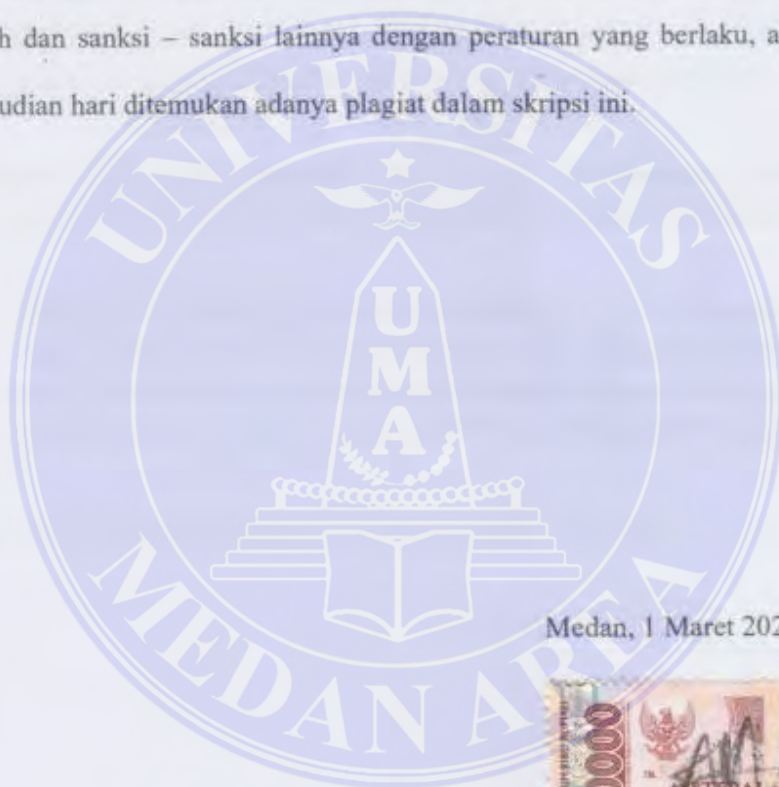 h dan sanksi – sanksi lainnya dengan peraturan yang berlaku, a
udian hari ditemukan adanya plagiat dalam skripsi ini.
UNIVERSITAS
U
M
A
MEDAN AREA
Medan, 1 Maret 202